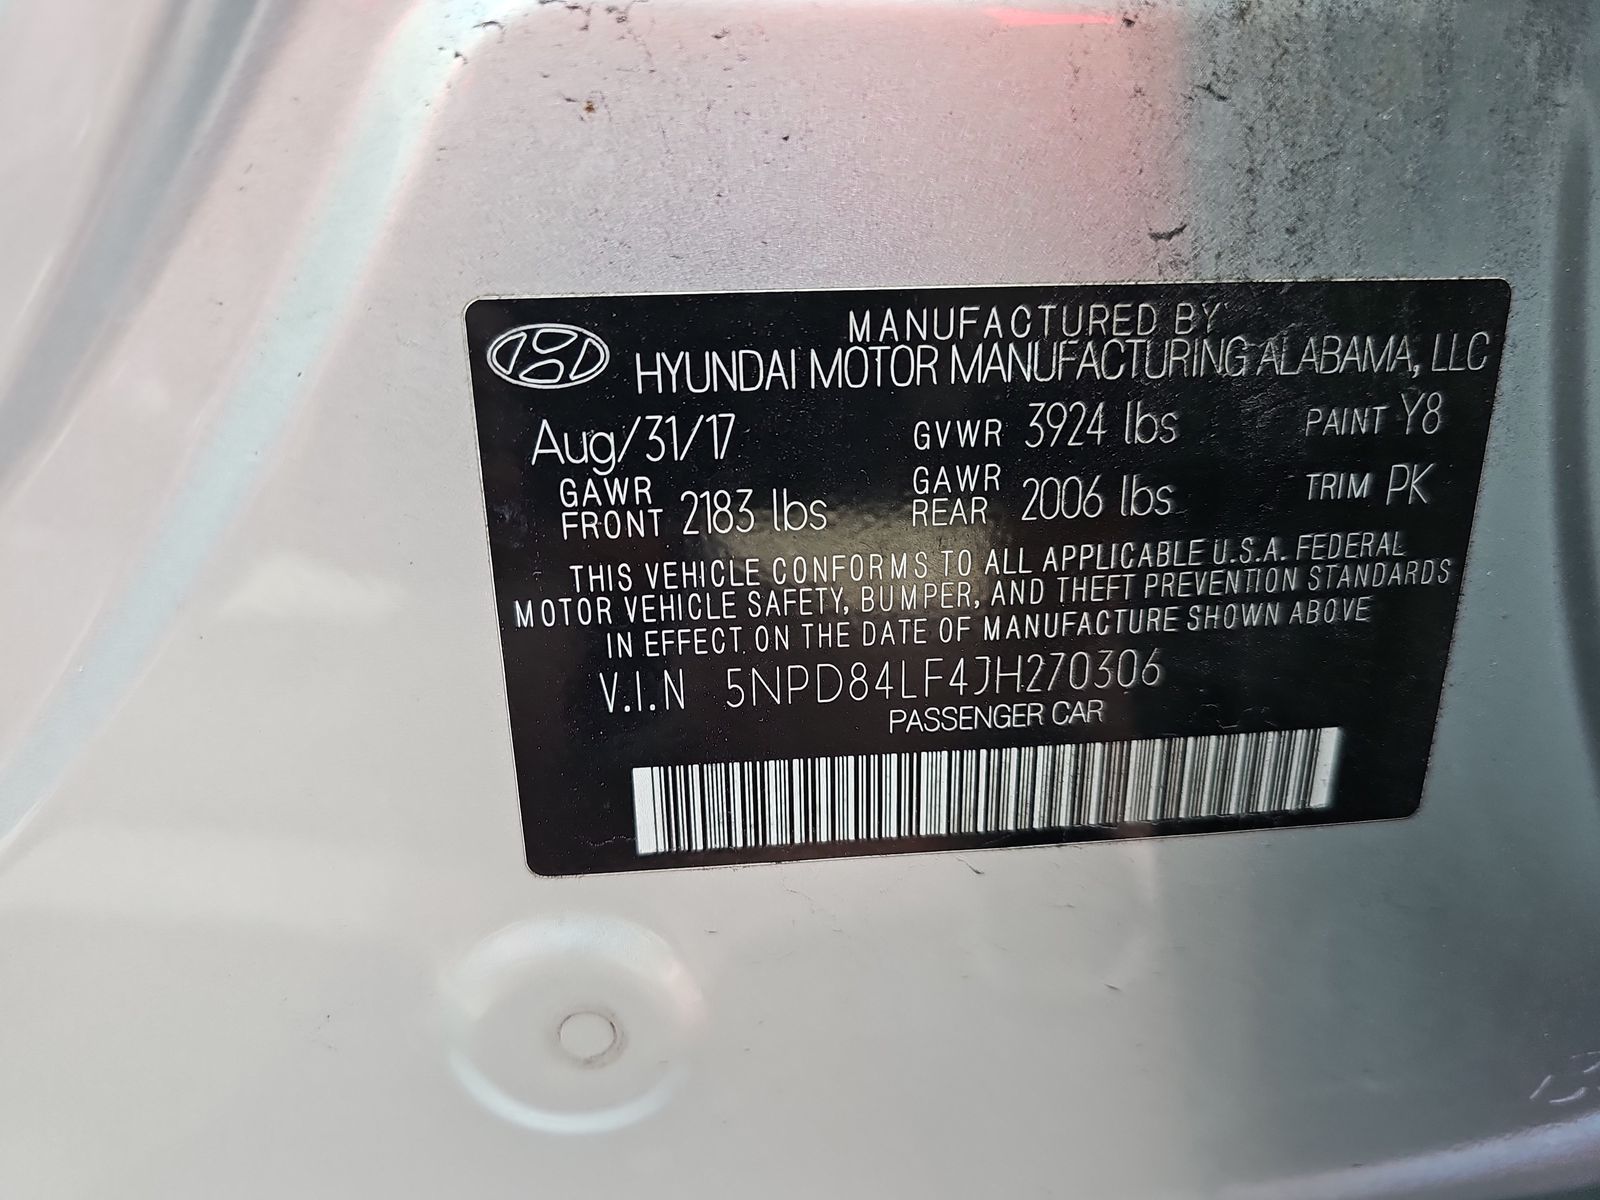 MANUFACTURED BY
HYUNDAI MOTOR MANUFACTURING ALABAMA, LLC
Aug/31/17 GVWR 3924 lbs PAINT Y8
GAWR FRONT 2183 lbs GAWR REAR 2006 lbs TRIM PK
THIS VEHICLE CONFORMS TO ALL APPLICABLE U.S.A. FEDERAL
MOTOR VEHICLE SAFETY, BUMPER, AND THEFT PREVENTION STANDARDS
IN EFFECT ON THE DATE OF MANUFACTURE SHOWN ABOVE
V.I.N 5NPD84LF4JH270306
PASSENGER CAR